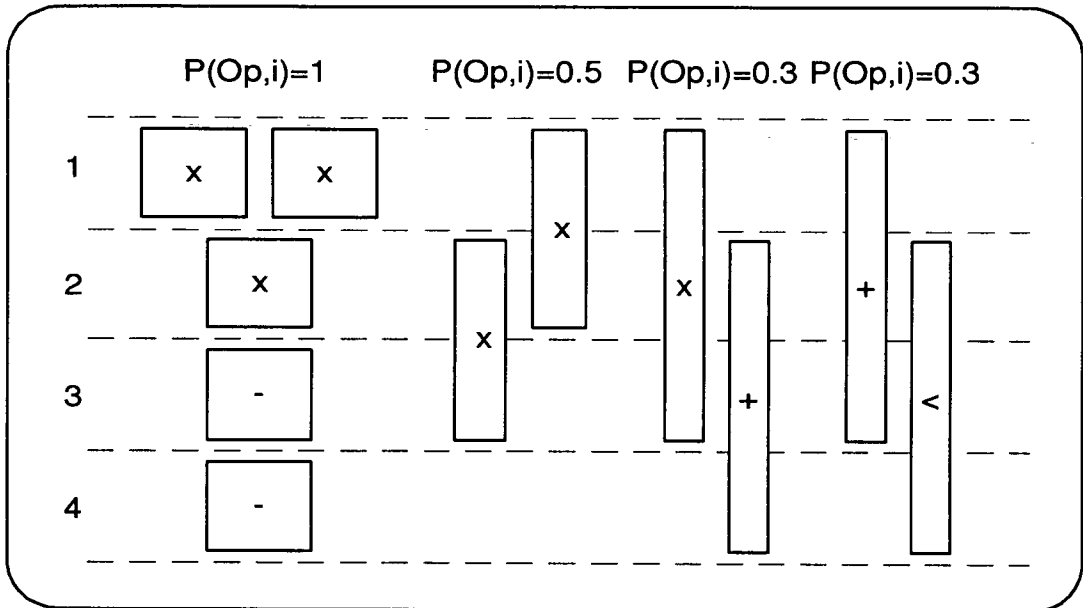 P(Op,i)=1 P(Op,i)=0.5 P(Op,i)=0.3 P(Op,i)=0.3
1 x x x
2 x x x +
3 - + <
4 -